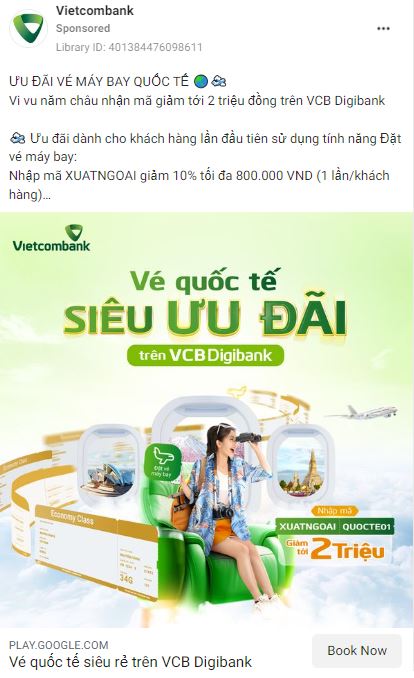 Vietcombank
Sponsored
Library ID: 401384476098611
ƯU ĐÃI VÉ MÁY BAY QUỐC TẾ 🌏💸
Vi vu năm châu nhận mã giảm tới 2 triệu đồng trên VCB Digibank
💸 Ưu đãi dành cho khách hàng lần đầu tiên sử dụng tính năng Đặt
vé máy bay:
Nhập mã XUATNGOAI giảm 10% tối đa 800.000 VND (1 lần/khách
hàng)...
Vietcombank
Vé quốc tế
SIÊU ƯU ĐÃI
trên VCBDigibank
Đặt vé
máy bay
Economy Class
34G
Nhập mã
XUATNGOAI QUOCTE01
Giảm
tới 2Triệu
PLAY.GOOGLE.COM
Vé quốc tế siêu rẻ trên VCB Digibank
Book Now